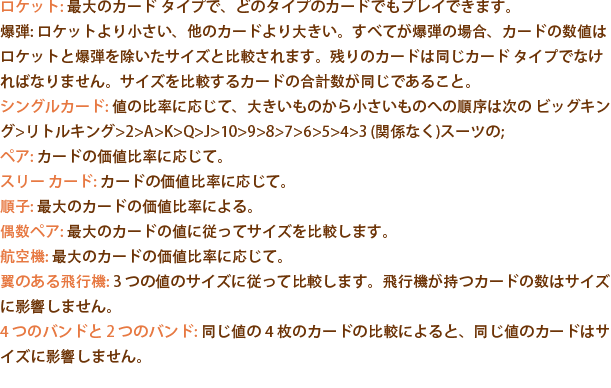 ロケット: 最大のカード タイプで、どのタイプのカードでもプレイできます。
爆弾: ロケットより小さい、他のカードより大きい。すべてが爆弾の場合、カードの数値は
ロケットと爆弾を除いたサイズと比較されます。残りのカードは同じカード タイプでなけ
ればなりません。サイズを比較するカードの合計数が同じであること。
シングルカード: 値の比率に応じて、大きいものから小さいものへの順序は次の ビッグキン
グ>リトルキング>2>A>K>Q>J>10>9>8>7>6>5>4>3 (関係なく)スーツの;
ペア: カードの価値比率に応じて。
スリー カード: カードの価値比率に応じて。
順子: 最大のカードの価値比率による。
偶数ペア: 最大のカードの値に従ってサイズを比較します。
航空機: 最大のカードの価値比率に応じて。
翼のある飛行機: 3 つの値のサイズに従って比較します。飛行機が持つカードの数はサイズ
に影響しません。
4 つのバンドと 2 つのバンド: 同じ値の 4 枚のカードの比較によると、同じ値のカードはサ
イズに影響しません。